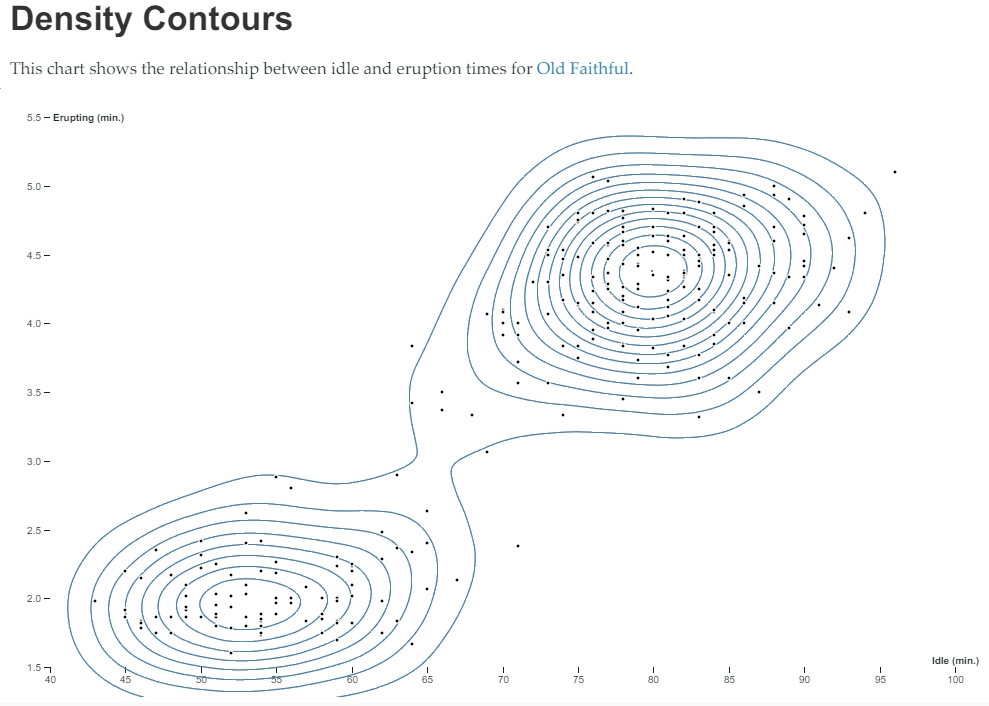 Density Contours
This chart shows the relationship between idle and eruption times for Old Faithful.
5.5 Erupting (min.)
5.0
4.5
4.0
3.5
3.0
2.5
2.0
1.5
Idle (min.)
40 45 50 55 60 65 70 75 80 85 90 95 100